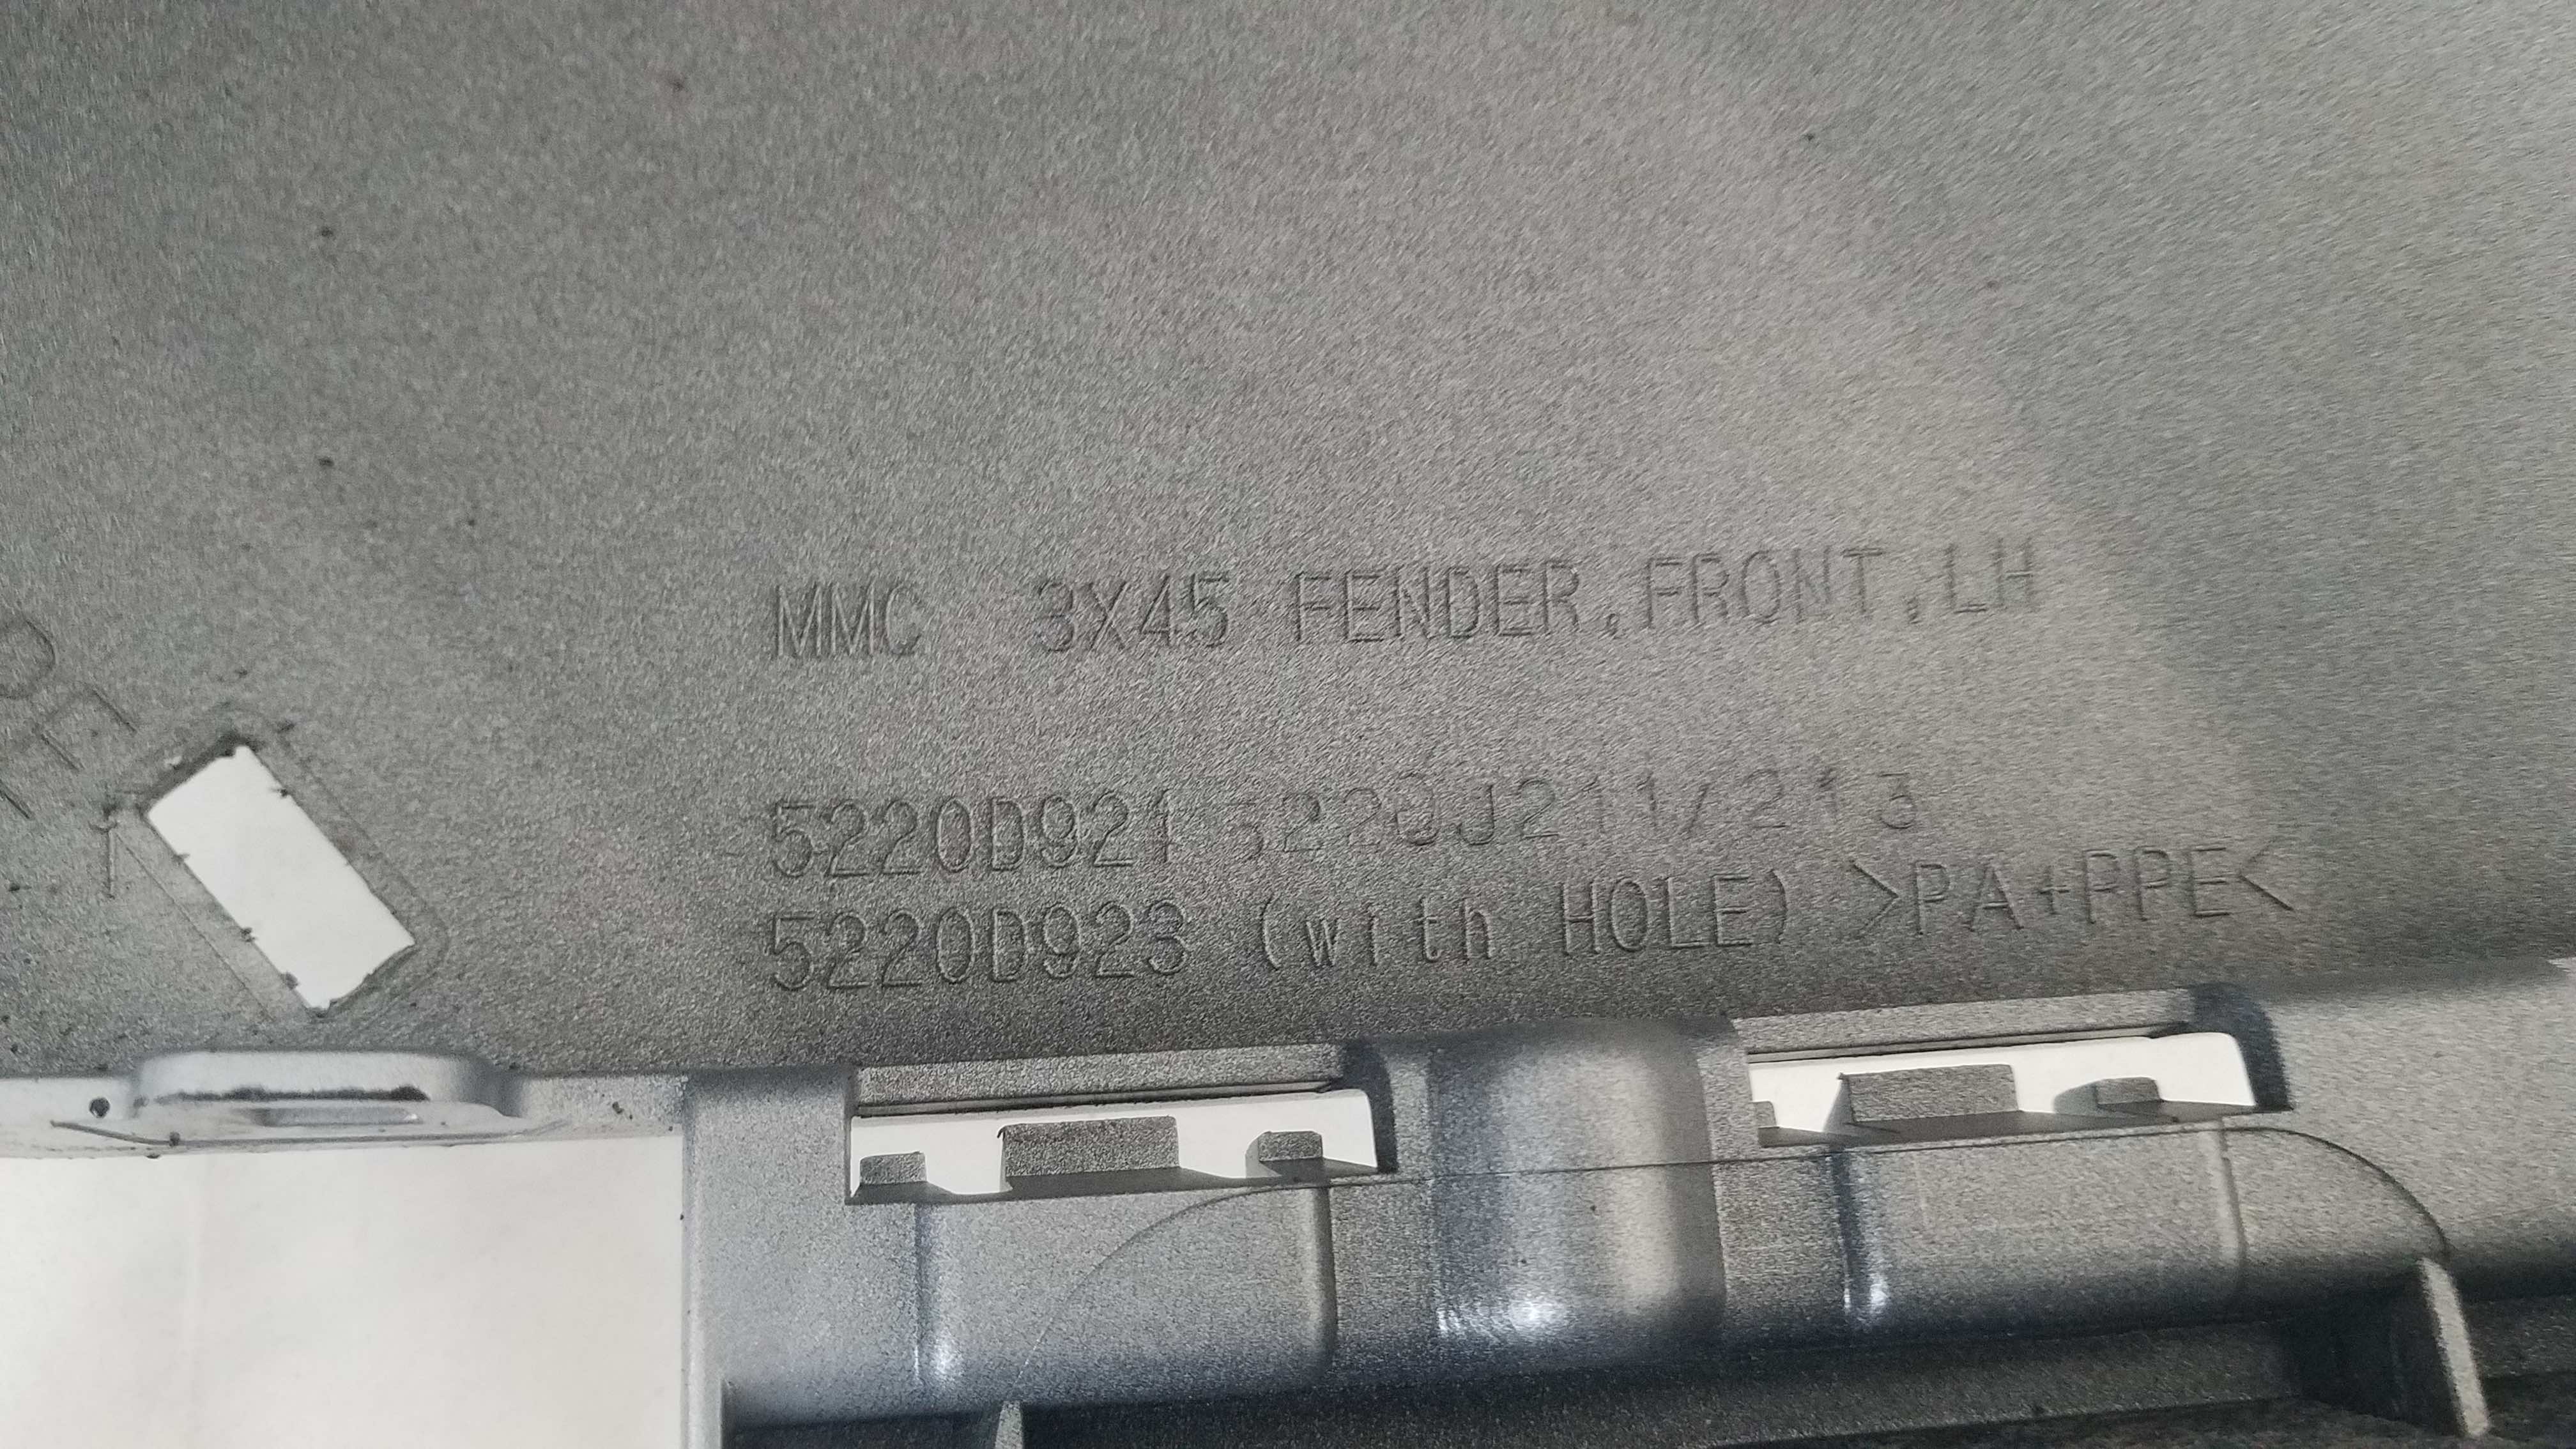 MMC 3X45 FENDER,FRONT,LH
5220D921 5220J211/213
5220D923 (with HOLE) >PA+PPE<